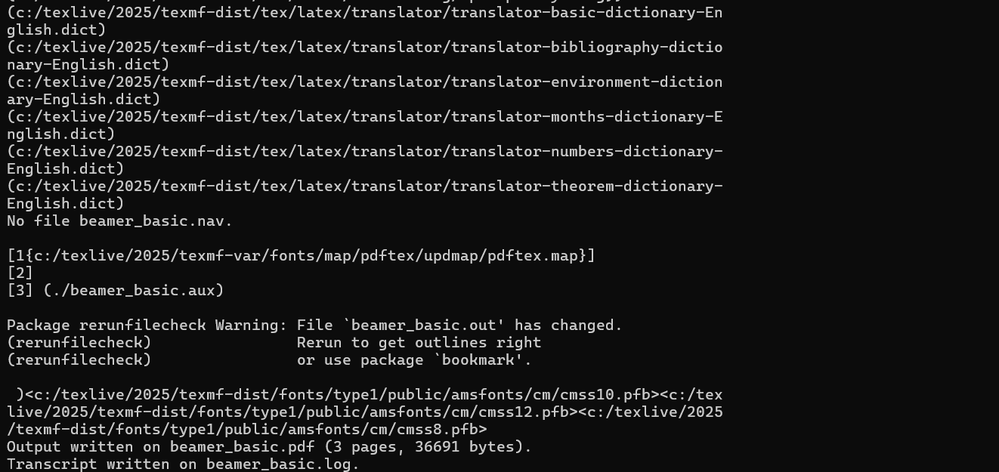 (c:/texlive/2025/texmf-dist/tex/latex/translator/translator-basic-dictionary-En
glish.dict)
(c:/texlive/2025/texmf-dist/tex/latex/translator/translator-bibliography-dictio
nary-English.dict)
(c:/texlive/2025/texmf-dist/tex/latex/translator/translator-environment-diction
ary-English.dict)
(c:/texlive/2025/texmf-dist/tex/latex/translator/translator-months-dictionary-E
nglish.dict)
(c:/texlive/2025/texmf-dist/tex/latex/translator/translator-numbers-dictionary-
English.dict)
(c:/texlive/2025/texmf-dist/tex/latex/translator/translator-theorem-dictionary-
English.dict)
No file beamer_basic.nav.

[1{c:/texlive/2025/texmf-var/fonts/map/pdftex/updmap/pdftex.map}]
[2]
[3] (./beamer_basic.aux)

Package rerunfilecheck Warning: File `beamer_basic.out' has changed.
(rerunfilecheck)                Rerun to get outlines right
(rerunfilecheck)                or use package `bookmark'.

 )<c:/texlive/2025/texmf-dist/fonts/type1/public/amsfonts/cm/cmss10.pfb><c:/tex
live/2025/texmf-dist/fonts/type1/public/amsfonts/cm/cmss12.pfb><c:/texlive/2025
/texmf-dist/fonts/type1/public/amsfonts/cm/cmss8.pfb>
Output written on beamer_basic.pdf (3 pages, 36691 bytes).
Transcript written on beamer_basic.log.